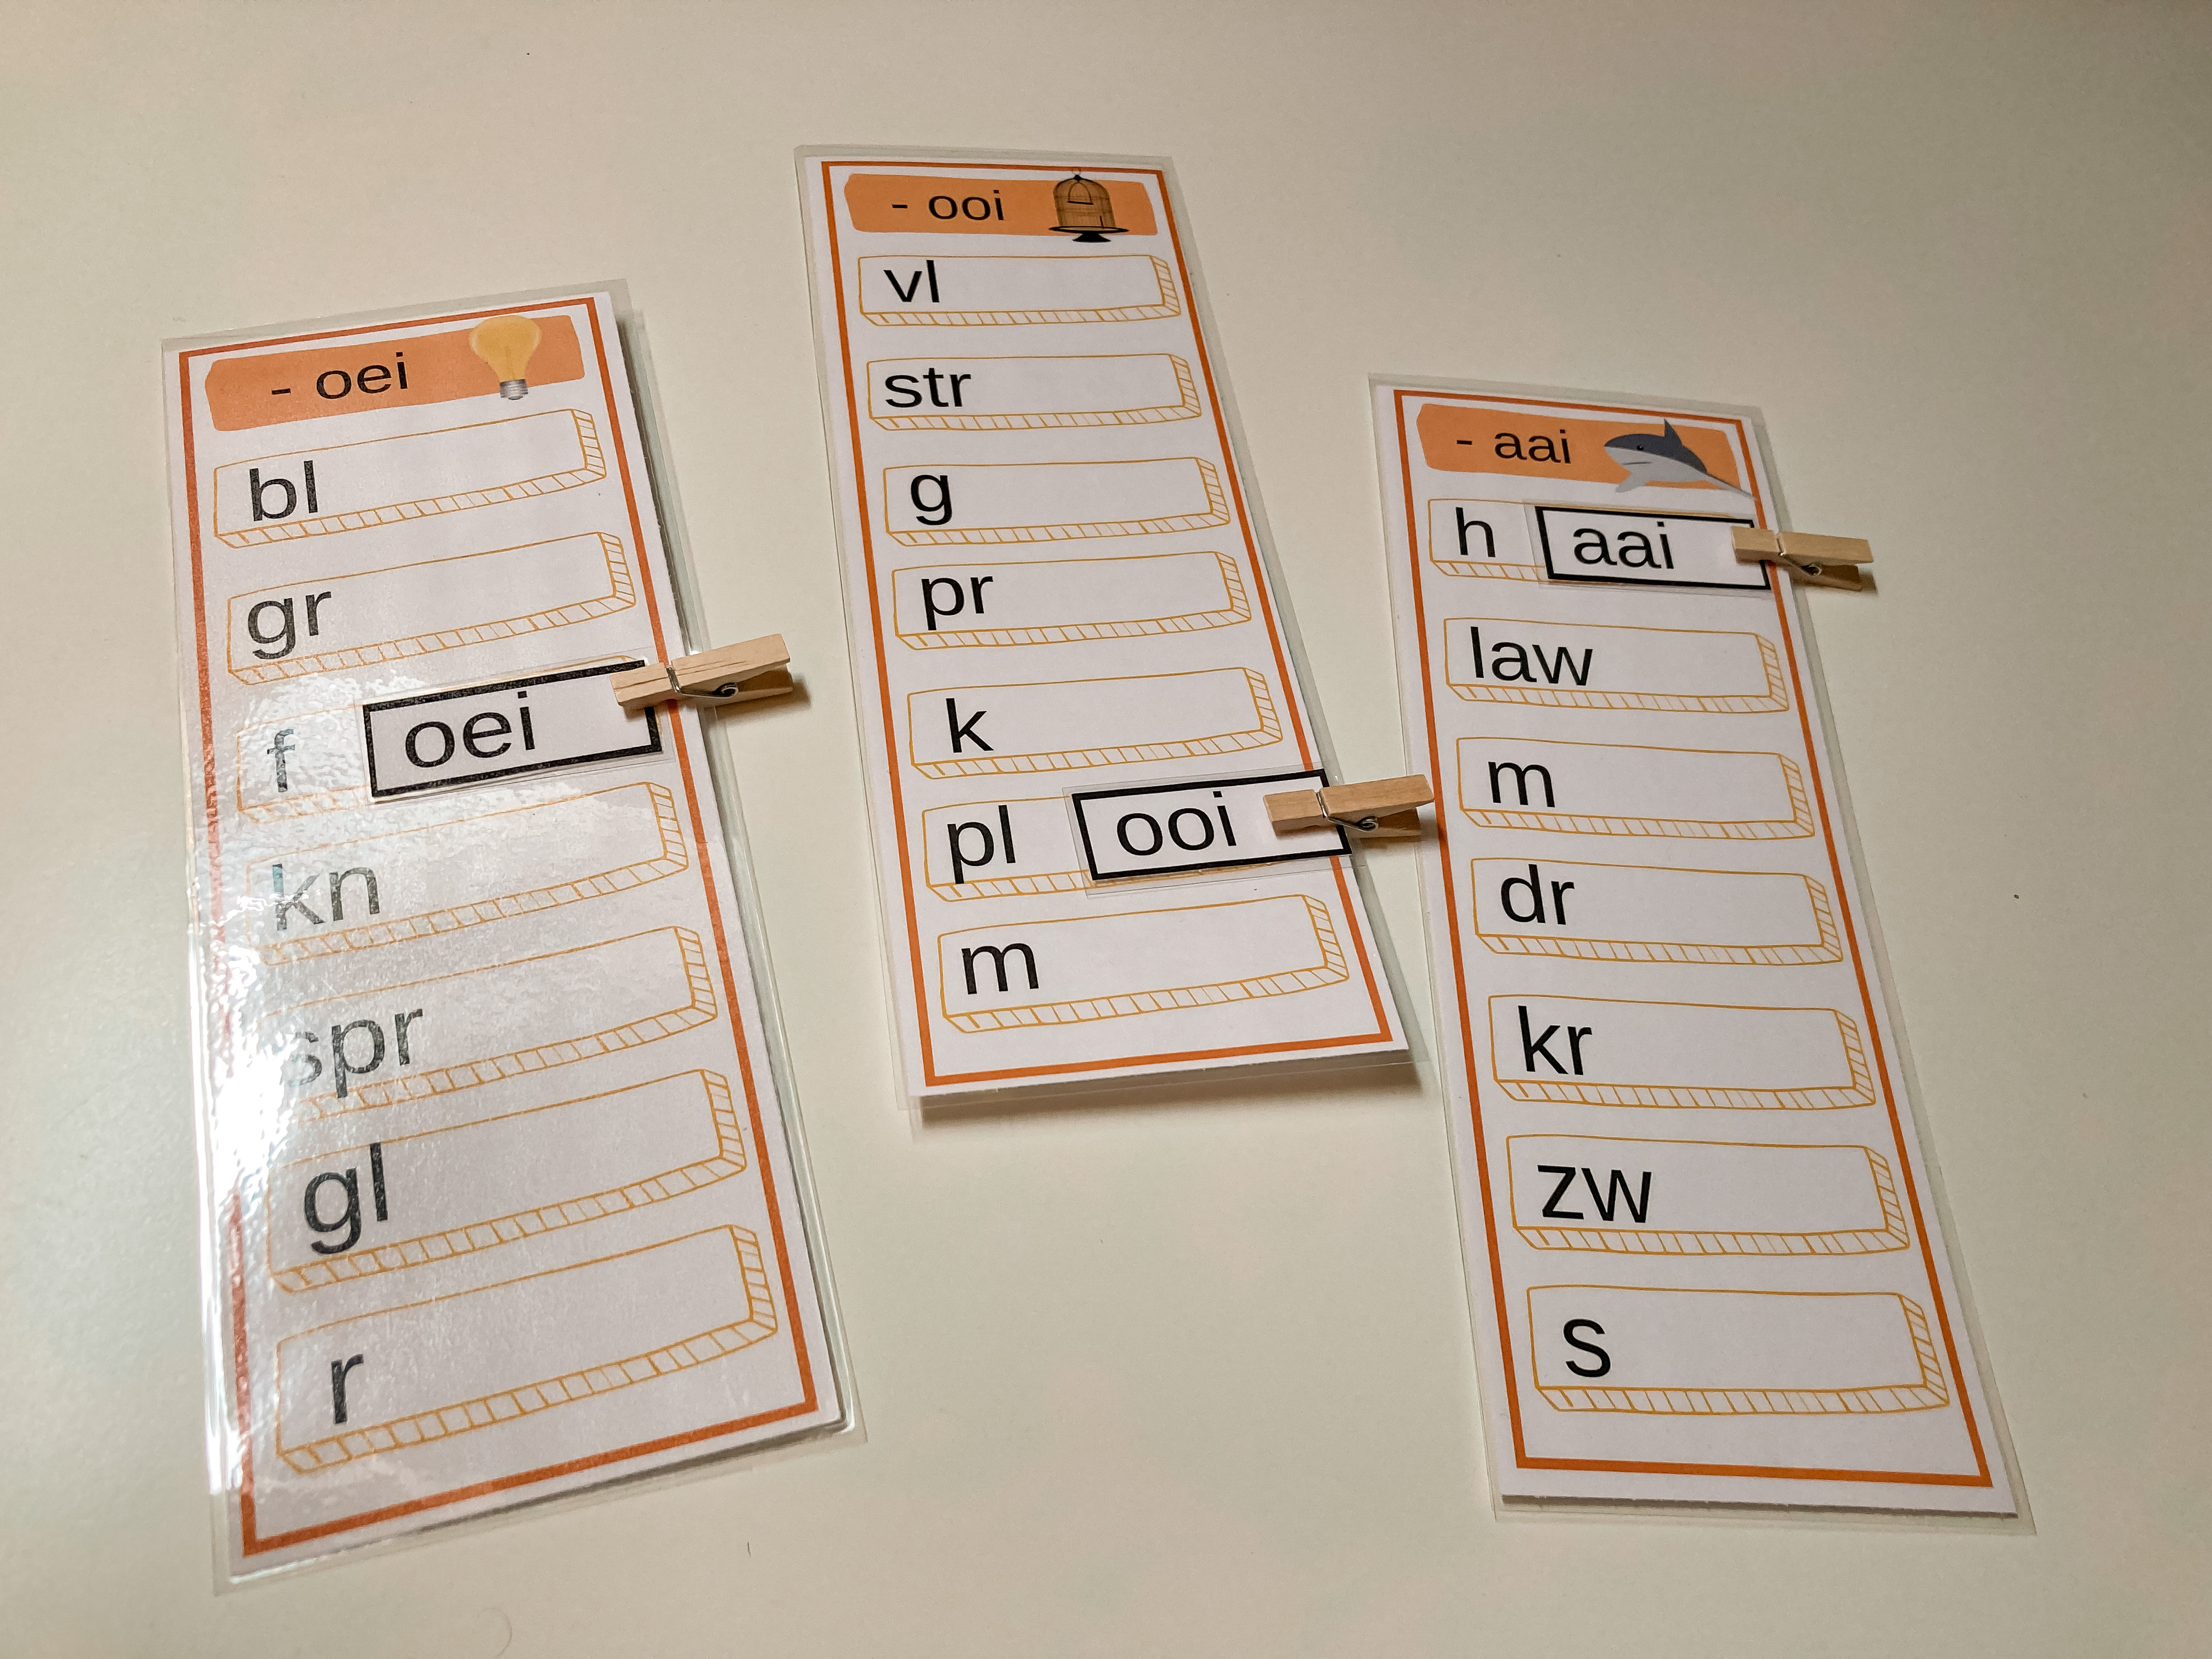 - oei
bl
gr
f oei
kn
spr
gl
r
- ooi
vl
str
g
pr
k
pl ooi
m
- aai
h aai
law
m
dr
kr
zw
s